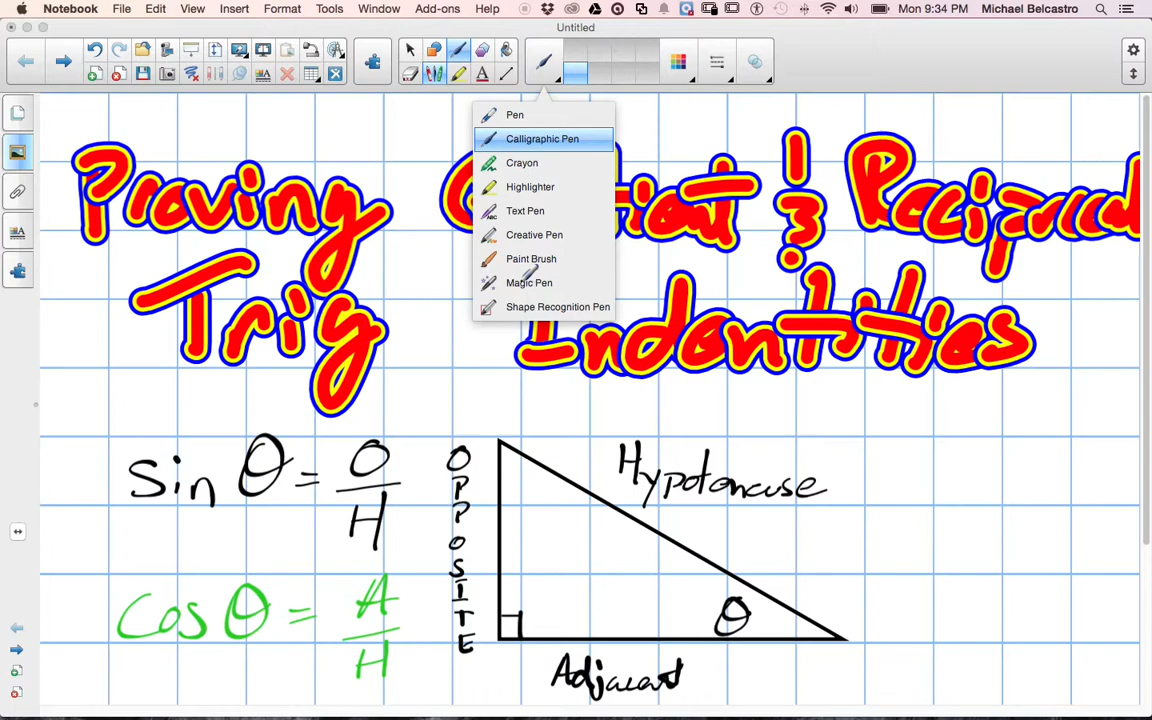 Notebook File Edit View Insert Format Tools Window Add-ons Help Mon 9:34 PM Michael Belcastro
Untitled
Pen
Calligraphic Pen
Crayon
Highlighter
Text Pen
Creative Pen
Paint Brush
Magic Pen
Shape Recognition Pen
Proving & Reciprocal
Trig Indentities
sin θ = O/H
OPPOSITE
Hypotoneuse
cos θ = A/H
θ
Adjacent